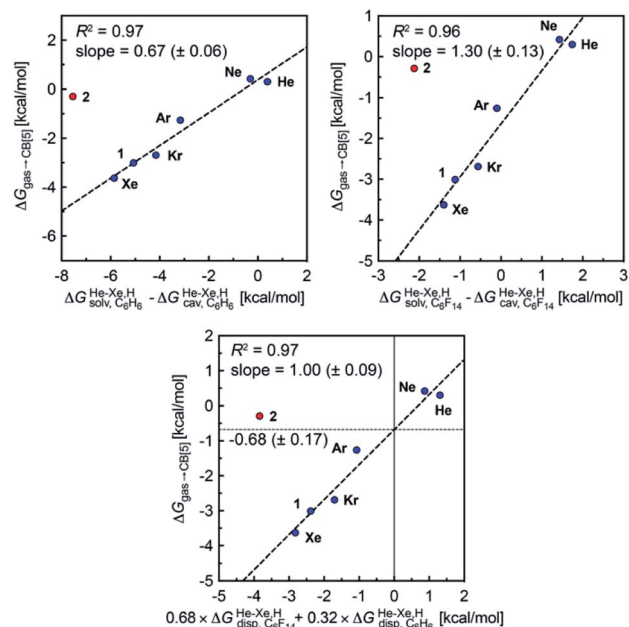 R² = 0.97
slope = 0.67 (± 0.06)
2
0
-2
-4
-6
ΔG gas→CB[5] [kcal/mol]
2
Ne
He
Ar
1
Kr
Xe
-8 -6 -4 -2 0 2
ΔG He-Xe,H solv, C₆H₆ - ΔG He-Xe,H cav, C₆H₆ [kcal/mol]
R² = 0.96
slope = 1.30 (± 0.13)
1
0
-1
-2
-3
-4
-5
ΔG gas→CB[5] [kcal/mol]
2
Ne
He
Ar
1
Kr
Xe
-3 -2 -1 0 1 2 3
ΔG He-Xe,H solv, C₆F₁₄ - ΔG He-Xe,H cav, C₆F₁₄ [kcal/mol]
R² = 0.97
slope = 1.00 (± 0.09)
2
1
0
-1
-2
-3
-4
-5
ΔG gas→CB[5] [kcal/mol]
2
Ne
He
-0.68 (± 0.17)
Ar
1
Kr
Xe
-5 -4 -3 -2 -1 0 1 2
0.68 × ΔG He-Xe,H disp, C₆F₁₄ + 0.32 × ΔG He-Xe,H disp, C₆H₆ [kcal/mol]